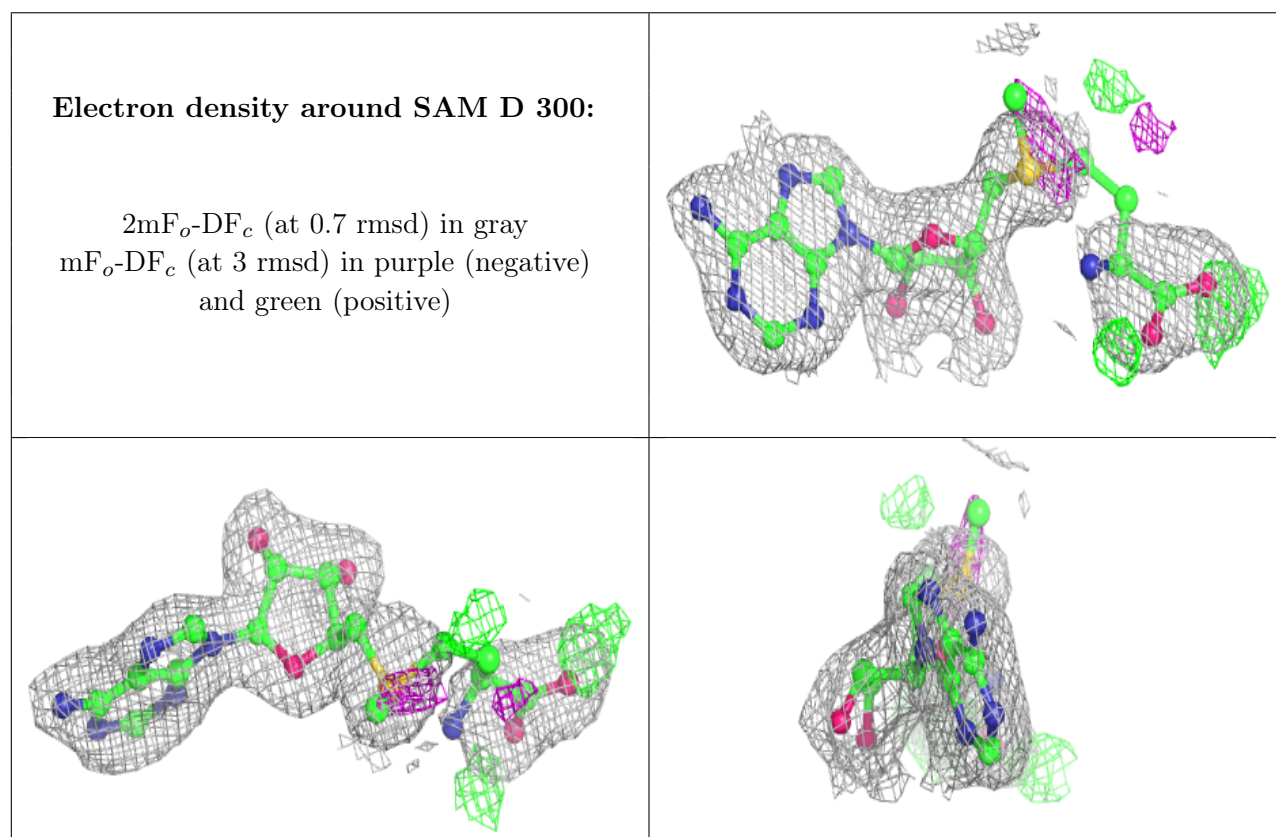 Electron density around SAM D 300:
2mFo-DFc (at 0.7 rmsd) in gray
mFo-DFc (at 3 rmsd) in purple (negative)
and green (positive)